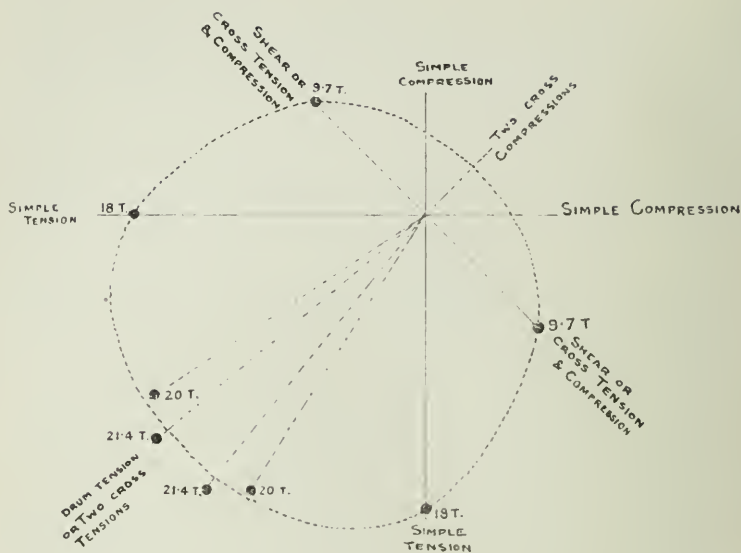 SHEAR OR
CROSS TENSION
& COMPRESSION
9.7 T.
SIMPLE
COMPRESSION
TWO CROSS
COMPRESSIONS
SIMPLE
TENSION
18 T.
SIMPLE COMPRESSION
9.7 T
SHEAR OR
CROSS TENSION
& COMPRESSION
20 T.
21.4 T.
DRUM TENSION
OR TWO CROSS
TENSIONS
21.4 T.
20 T.
18 T.
SIMPLE
TENSION